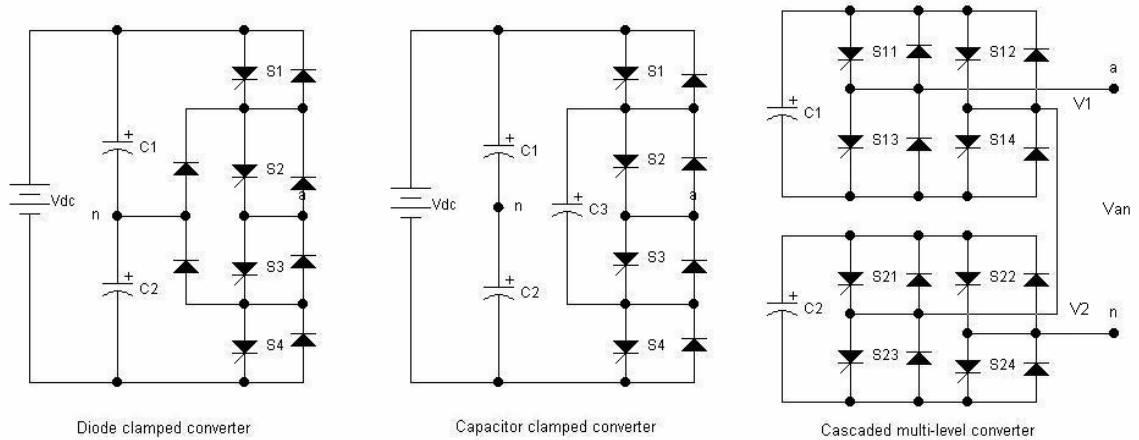 S1
+
C1
S2
Vdc
n
a
+
C2
S3
S4
Diode clamped converter
S1
+
C1
S2
Vdc
n
+
C3
a
+
C2
S3
S4
Capacitor clamped converter
S11
S12
a
+
C1
V1
S13
S14
Van
+
C2
S21
S22
V2
n
S23
S24
Cascaded multi-level converter